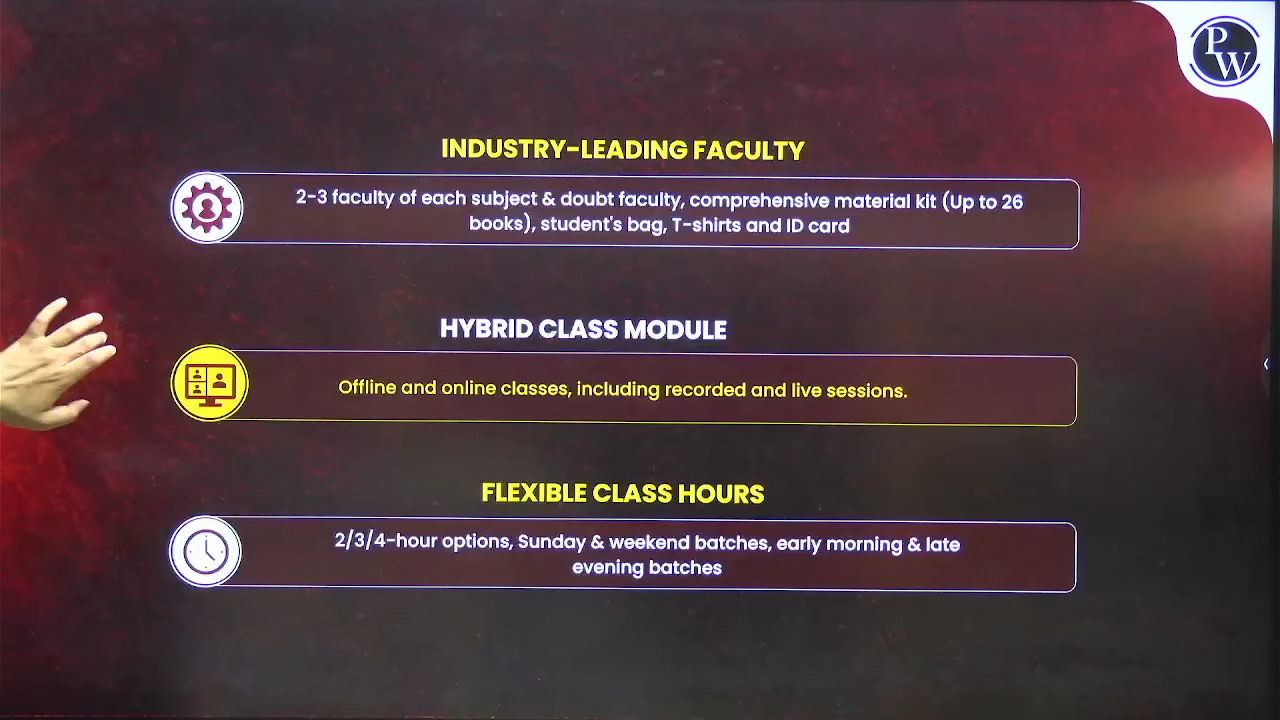 PW
INDUSTRY-LEADING FACULTY
2-3 faculty of each subject & doubt faculty, comprehensive material kit (Up to 26
books), student's bag, T-shirts and ID card
HYBRID CLASS MODULE
Offline and online classes, including recorded and live sessions.
FLEXIBLE CLASS HOURS
2/3/4-hour options, Sunday & weekend batches, early morning & late
evening batches